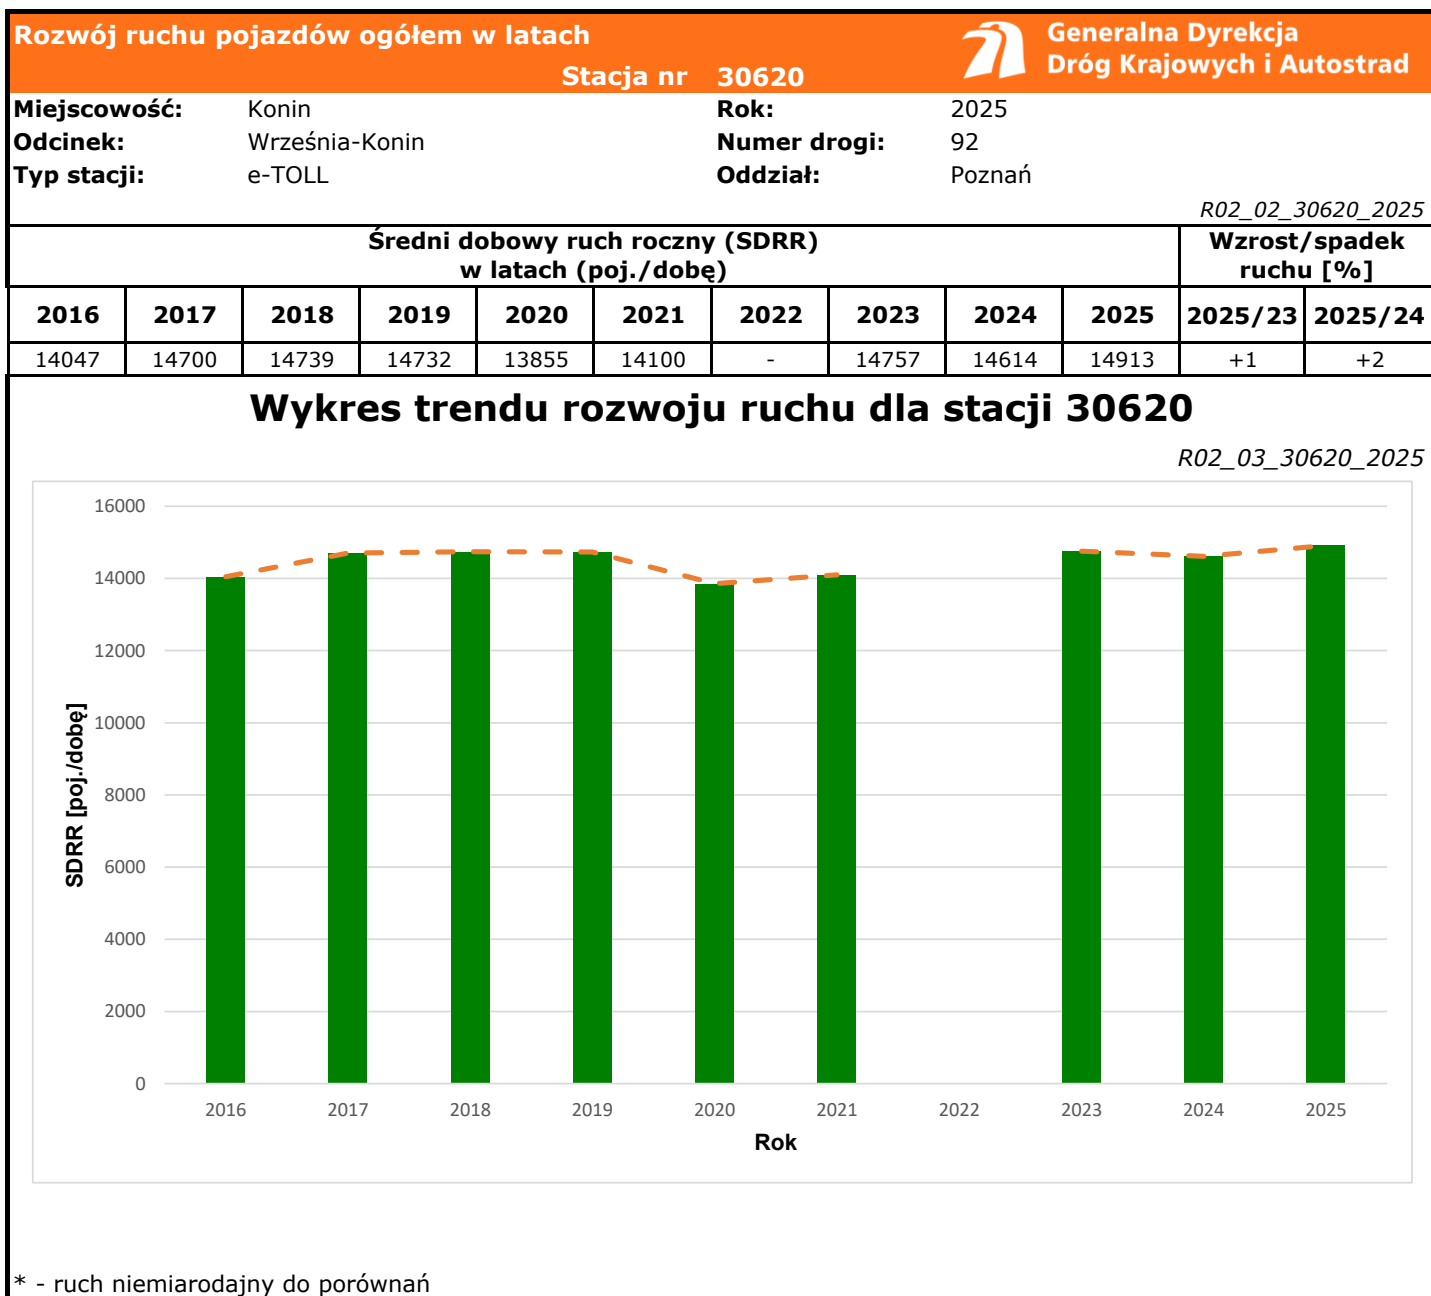 Rozwój ruchu pojazdów ogółem w latach
Generalna Dyrekcja
Dróg Krajowych i Autostrad
Stacja nr 30620
Miejscowość: Konin Rok: 2025
Odcinek: Września-Konin Numer drogi: 92
Typ stacji: e-TOLL Oddział: Poznań
R02_02_30620_2025
Średni dobowy ruch roczny (SDRR)
w latach (poj./dobę)
Wzrost/spadek
ruchu [%]
2016 2017 2018 2019 2020 2021 2022 2023 2024 2025 2025/23 2025/24
14047 14700 14739 14732 13855 14100 - 14757 14614 14913 +1 +2
Wykres trendu rozwoju ruchu dla stacji 30620
R02_03_30620_2025
16000
14000
12000
10000
8000
6000
4000
2000
0
SDRR [poj./dobę]
2016 2017 2018 2019 2020 2021 2022 2023 2024 2025
Rok
* - ruch niemiarodajny do porównań